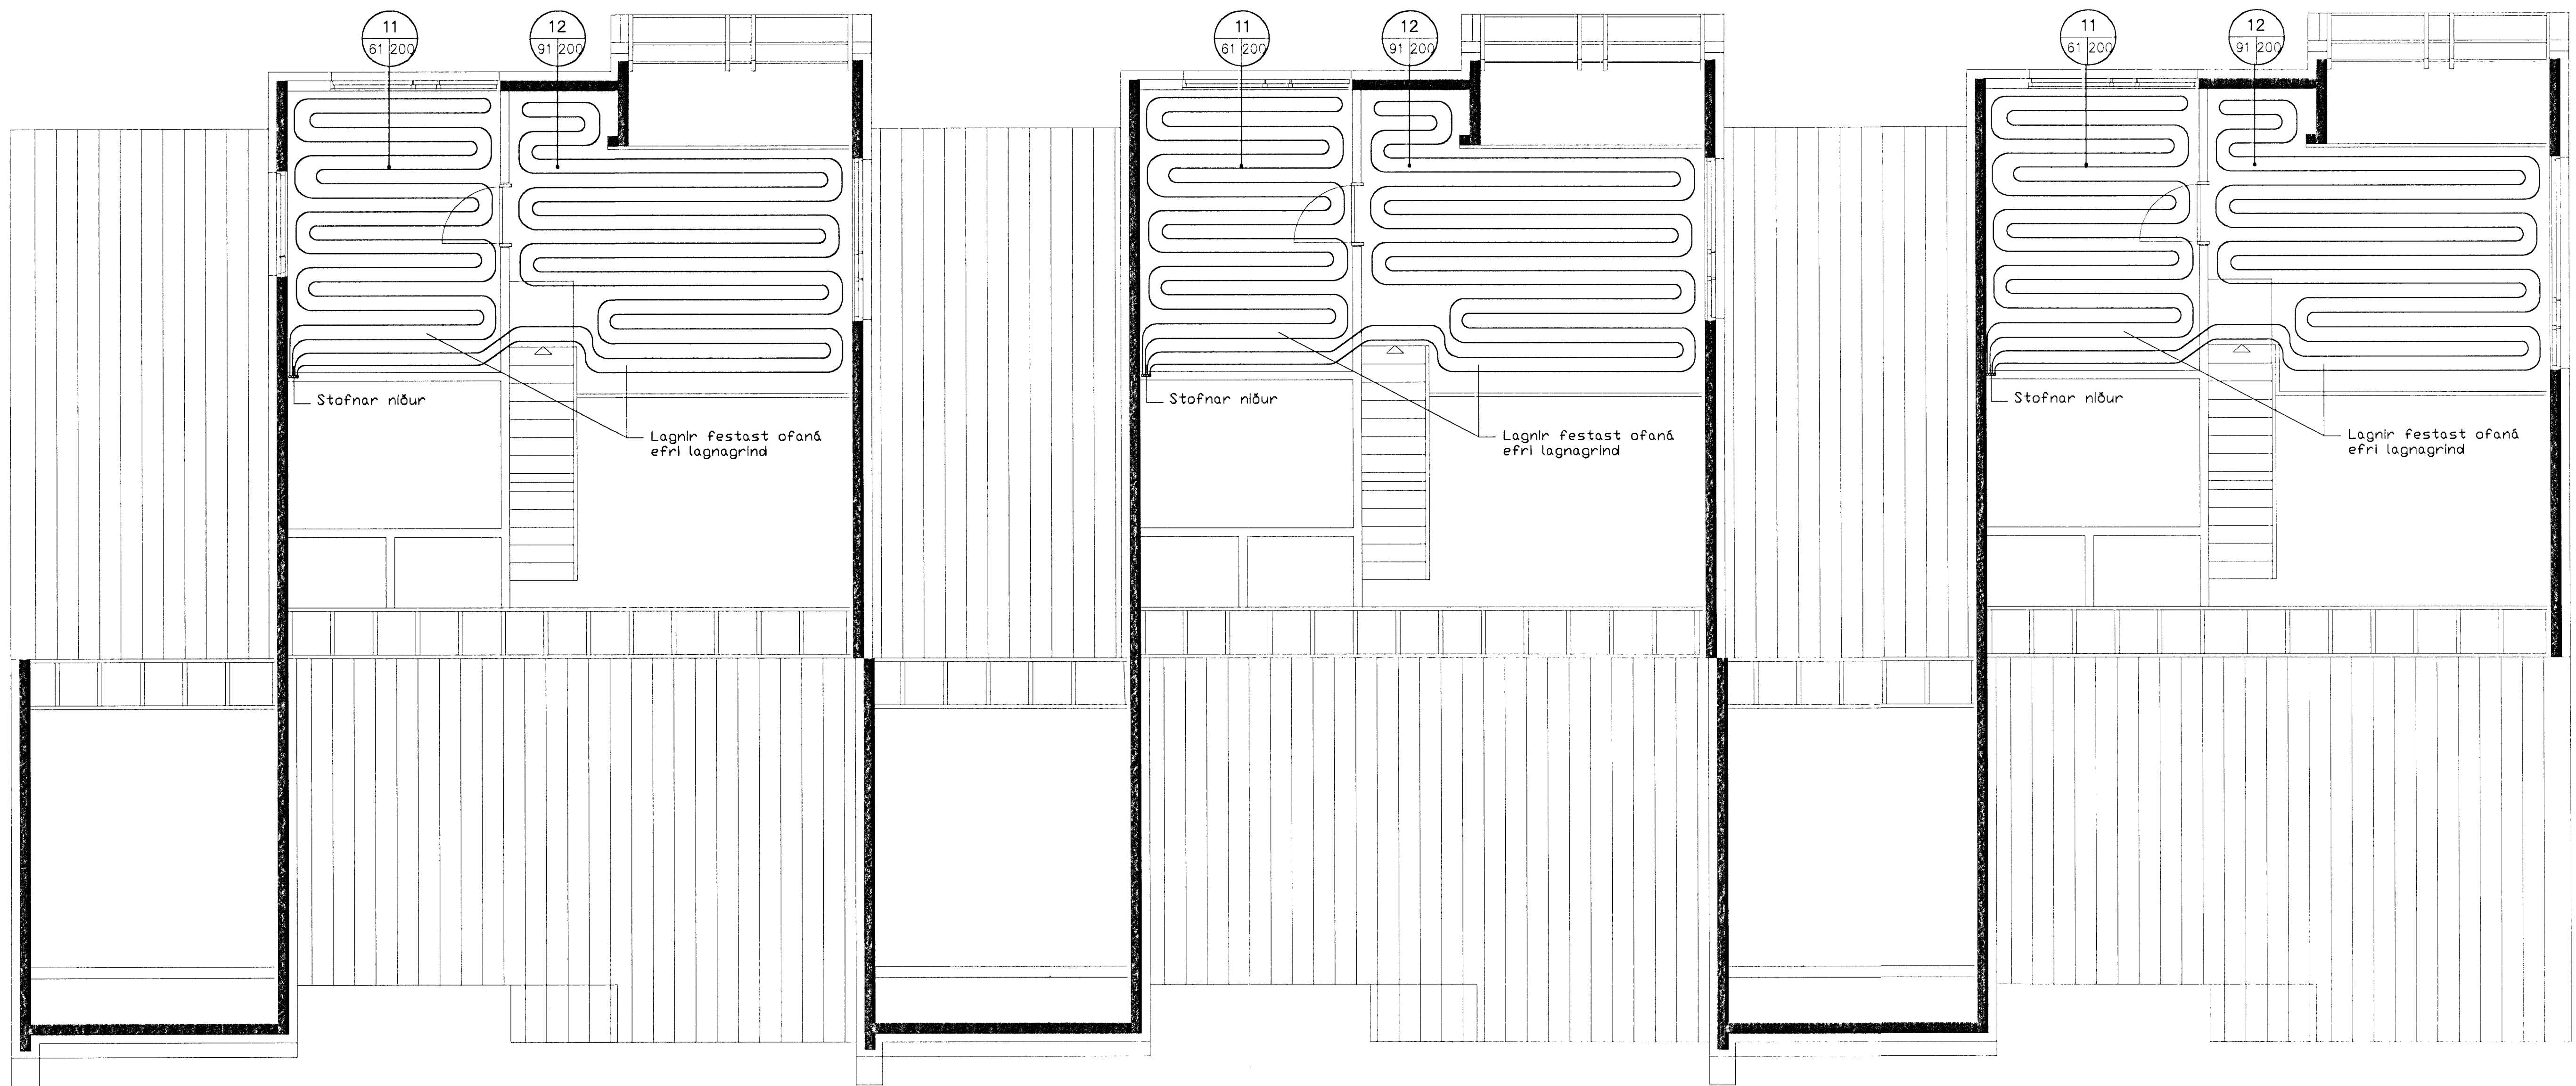 11
61 200
12
91 200
11
61 200
12
91 200
11
61 200
12
91 200
Stofnar niður
Lagnir festast ofaná
efri lagnagrind
Stofnar niður
Lagnir festast ofaná
efri lagnagrind
Stofnar niður
Lagnir festast ofaná
efri lagnagrind